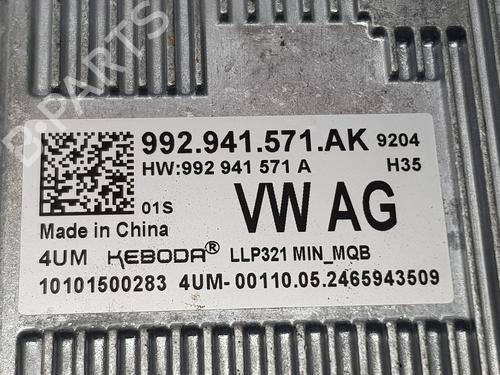 B-PARTS
992.941.571.AK 9204
HW:992 941 571 A H35
01S VW AG
Made in China
4UM KEBODA® LLP321 MIN_MQB
10101500283 4UM-00110.05.2465943509